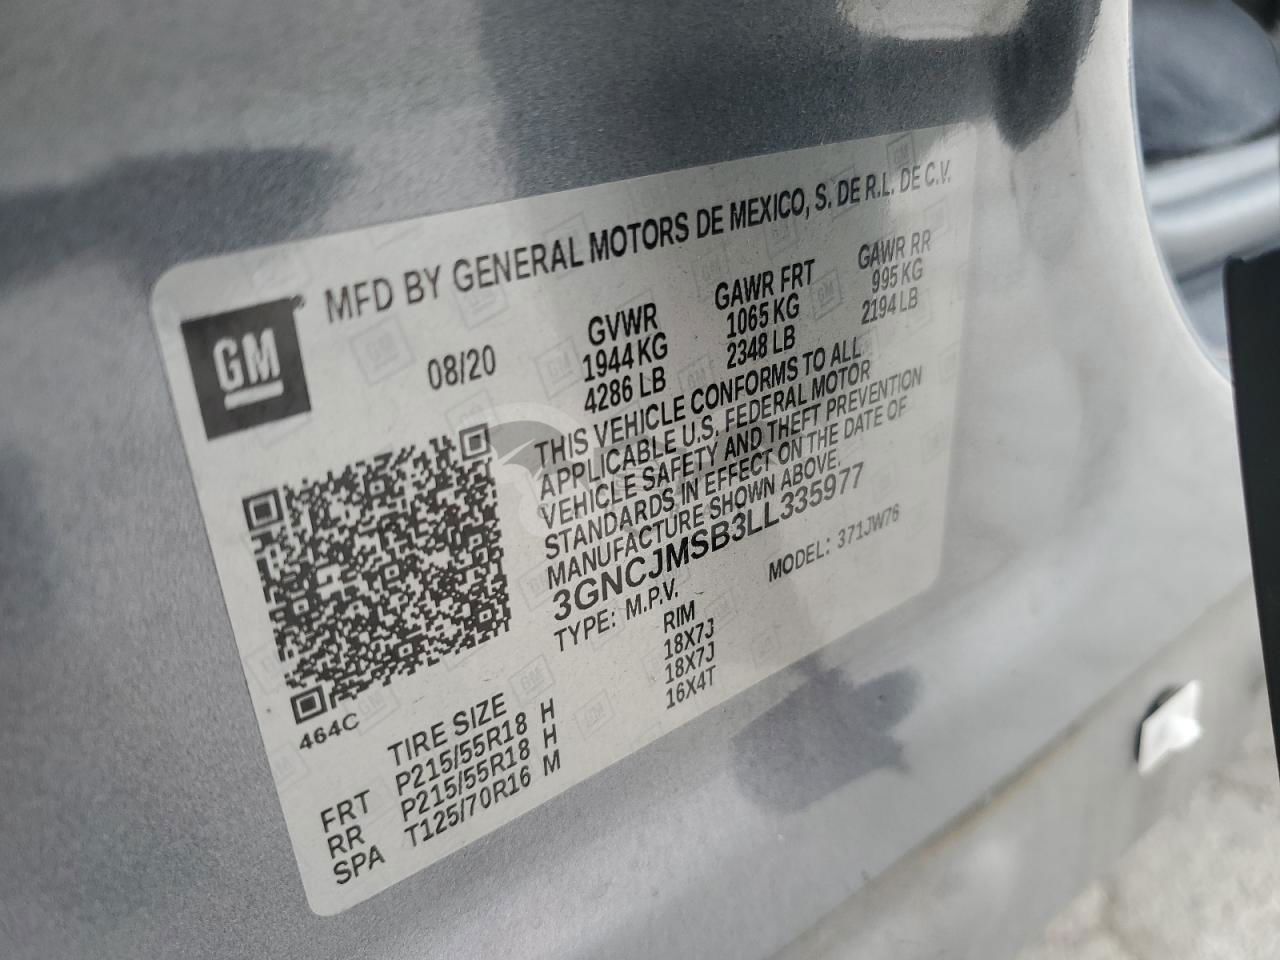 GM
MFD BY GENERAL MOTORS DE MEXICO, S. DE R.L. DE C.V.
08/20
GVWR GAWR FRT GAWR RR
1944 KG 1065 KG 995 KG
4286 LB 2348 LB 2194 LB
THIS VEHICLE CONFORMS TO ALL
APPLICABLE U.S. FEDERAL MOTOR
VEHICLE SAFETY AND THEFT PREVENTION
STANDARDS IN EFFECT ON THE DATE OF
MANUFACTURE SHOWN ABOVE.
3GNCJMSB3LL335977
TYPE: M.P.V. MODEL: 371JW76
464C
TIRE SIZE RIM
FRT P215/55R18 H 18X7J
RR P215/55R18 H 18X7J
SPA T125/70R16 M 16X4T